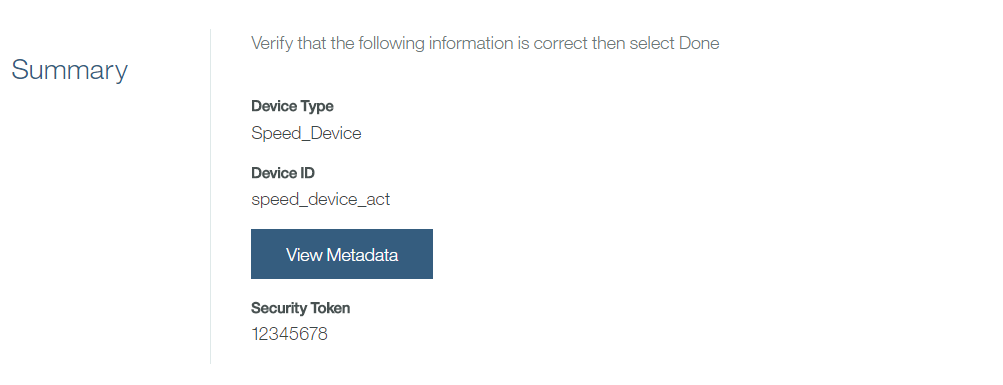 Summary
Verify that the following information is correct then select Done
Device Type
Speed_Device
Device ID
speed_device_act
View Metadata
Security Token
12345678